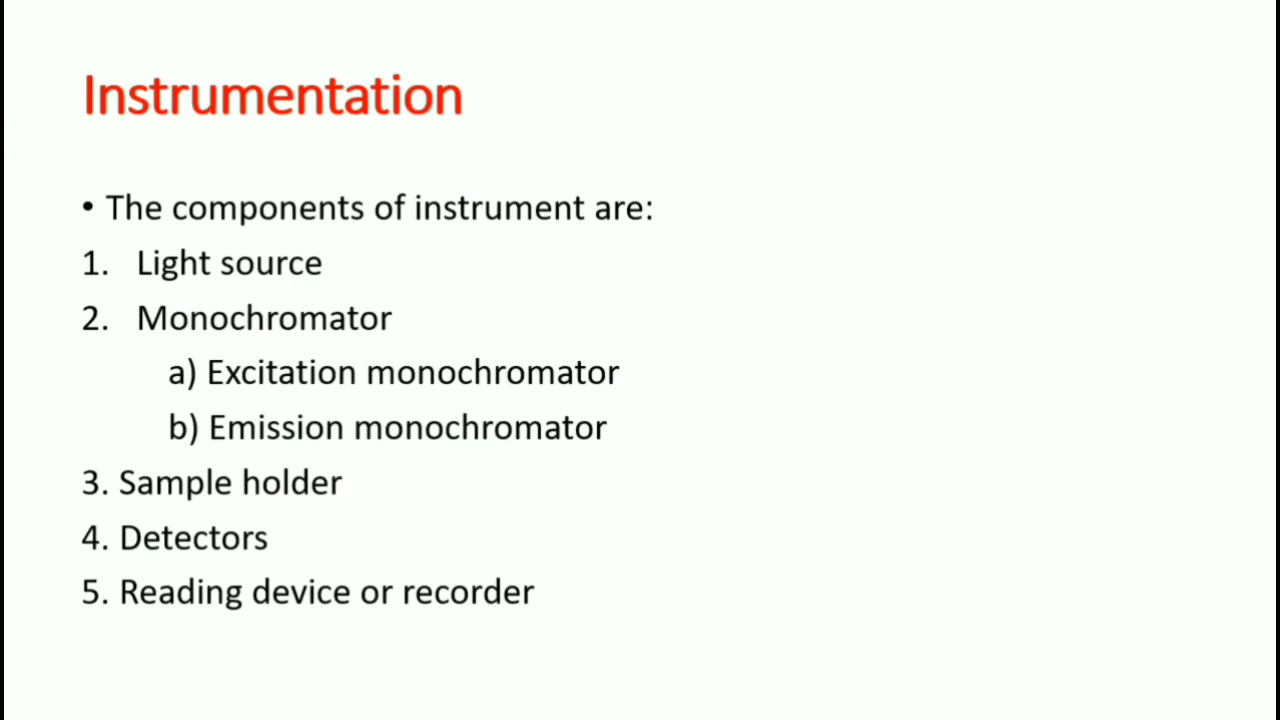 Instrumentation
• The components of instrument are:
1. Light source
2. Monochromator
a) Excitation monochromator
b) Emission monochromator
3. Sample holder
4. Detectors
5. Reading device or recorder